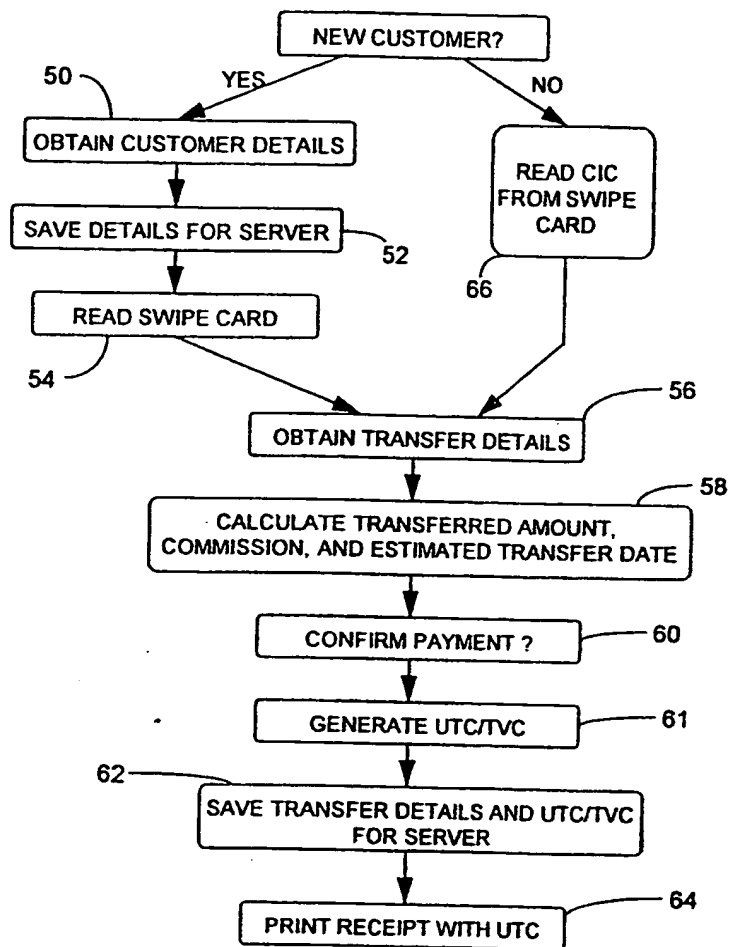 NEW CUSTOMER?
YES
NO
50
OBTAIN CUSTOMER DETAILS
SAVE DETAILS FOR SERVER
52
READ SWIPE CARD
54
READ CIC
FROM SWIPE
CARD
66
56
OBTAIN TRANSFER DETAILS
58
CALCULATE TRANSFERRED AMOUNT,
COMMISSION, AND ESTIMATED TRANSFER DATE
CONFIRM PAYMENT ?
60
GENERATE UTC/TVC
61
62
SAVE TRANSFER DETAILS AND UTC/TVC
FOR SERVER
64
PRINT RECEIPT WITH UTC